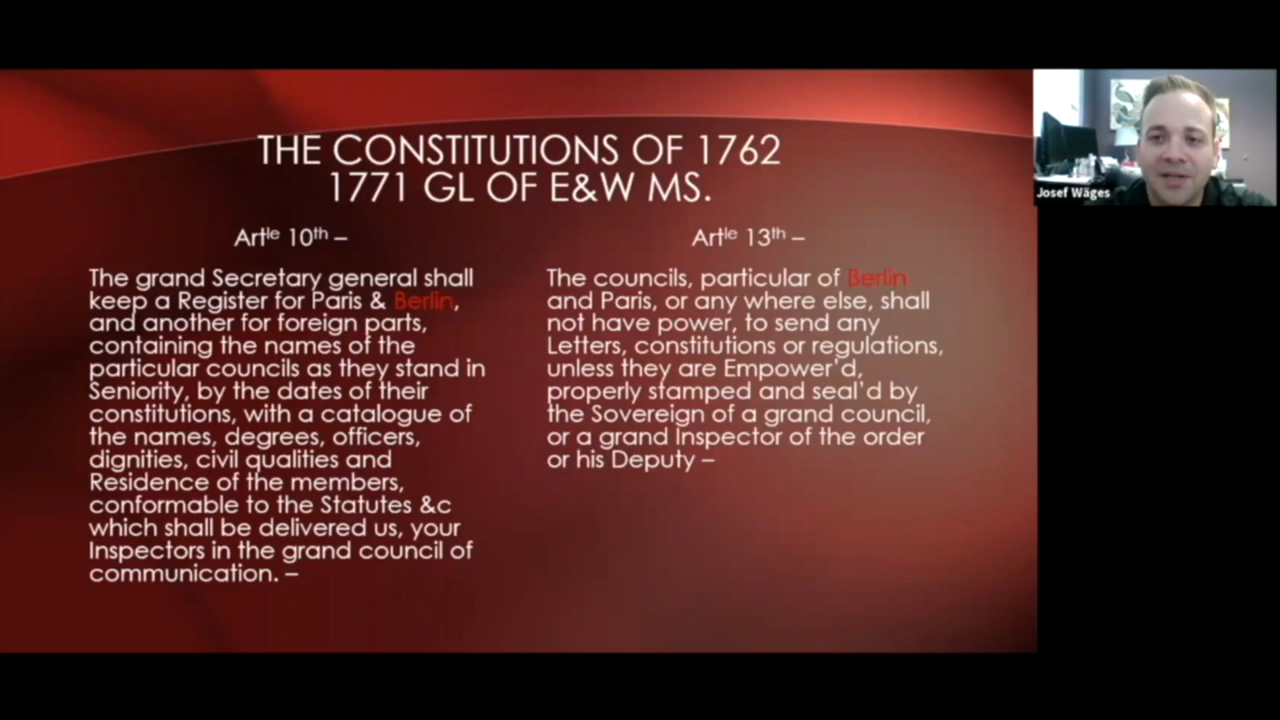 THE CONSTITUTIONS OF 1762
1771 GL OF E&W MS.
Artle 10th –
The grand Secretary general shall
keep a Register for Paris & Berlin,
and another for foreign parts,
containing the names of the
particular councils as they stand in
Seniority, by the dates of their
constitutions, with a catalogue of
the names, degrees, officers,
dignities, civil qualities and
Residence of the members,
conformable to the Statutes &c
which shall be delivered us, your
Inspectors in the grand council of
communication. –
Artle 13th –
The councils, particular of Berlin
and Paris, or any where else, shall
not have power, to send any
Letters, constitutions or regulations,
unless they are Empower'd,
properly stamped and seal'd by
the Sovereign of a grand council,
or a grand Inspector of the order
or his Deputy –
Josef Wäges